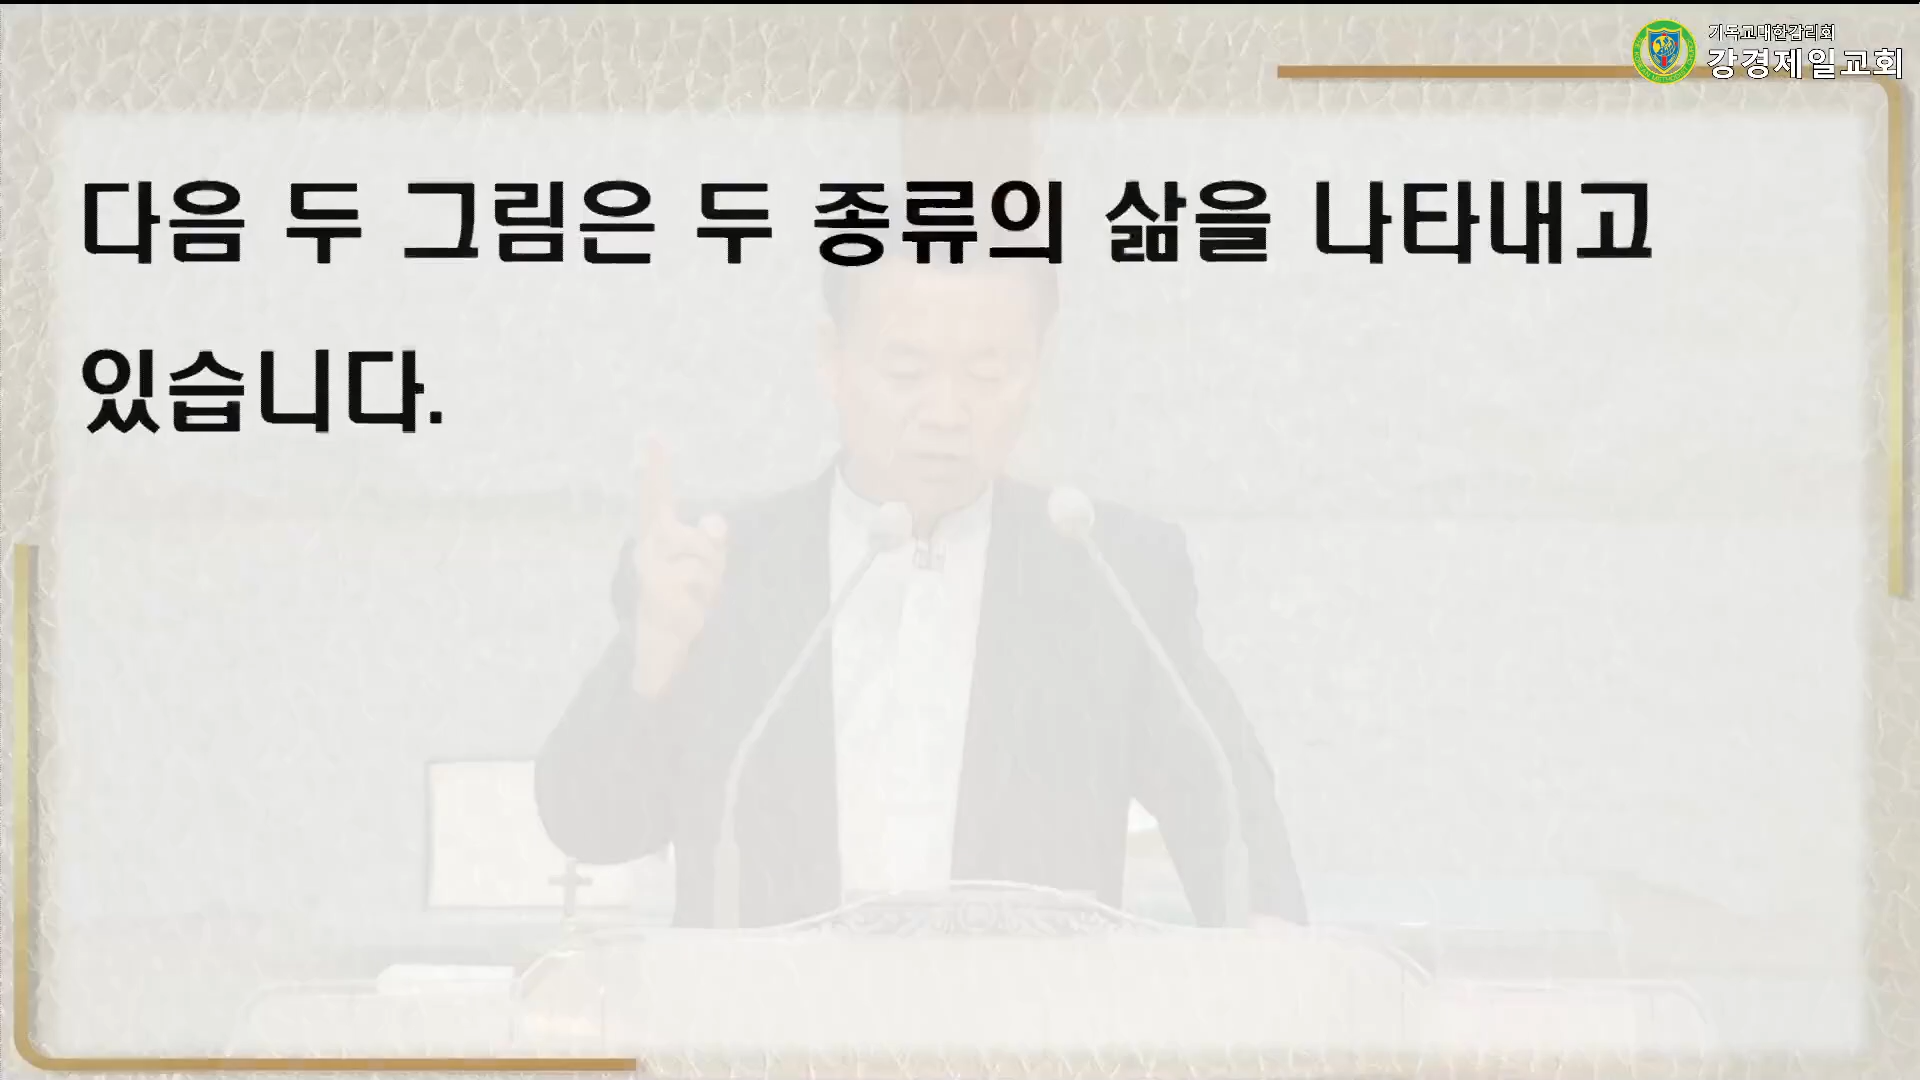 기독교대한감리회
강경제일교회
다음 두 그림은 두 종류의 삶을 나타내고
있습니다.